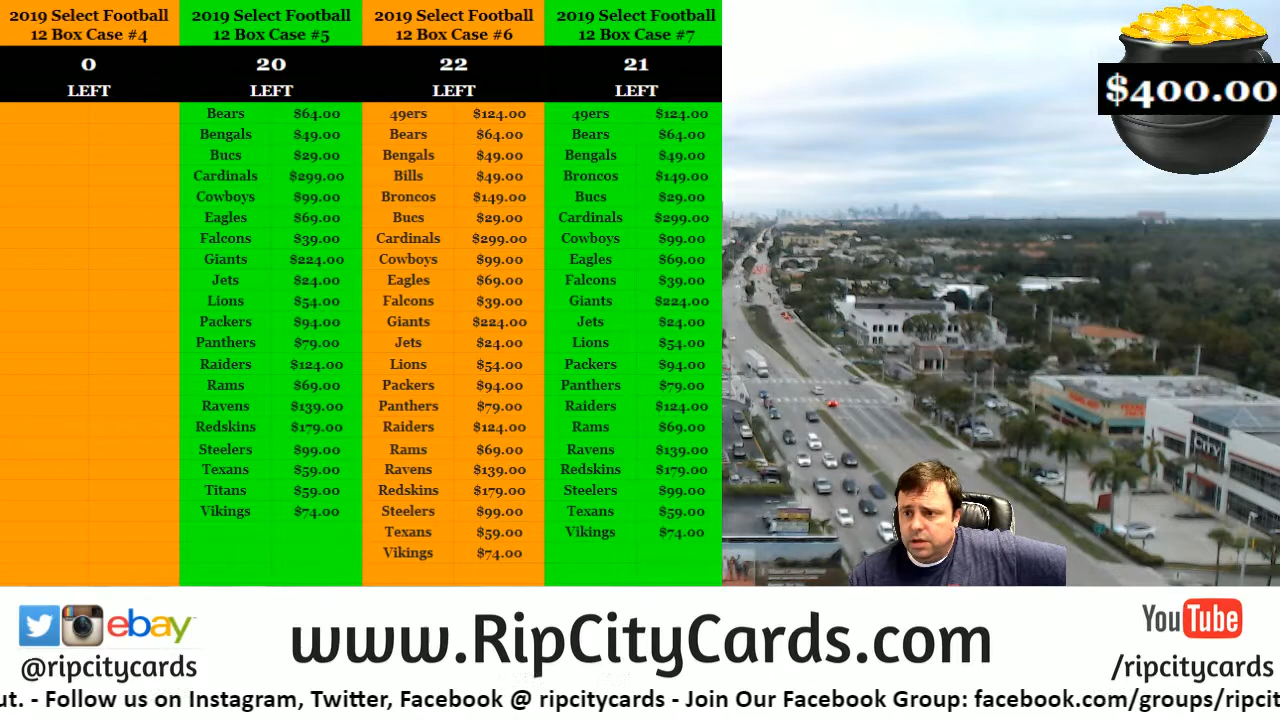 2019 Select Football
12 Box Case #4
0
LEFT
2019 Select Football
12 Box Case #5
20
LEFT
Bears $64.00
Bengals $49.00
Bucs $29.00
Cardinals $299.00
Cowboys $99.00
Eagles $69.00
Falcons $39.00
Giants $224.00
Jets $24.00
Lions $54.00
Packers $94.00
Panthers $79.00
Raiders $124.00
Rams $69.00
Ravens $139.00
Redskins $179.00
Steelers $99.00
Texans $59.00
Titans $59.00
Vikings $74.00
2019 Select Football
12 Box Case #6
22
LEFT
49ers $124.00
Bears $64.00
Bengals $49.00
Bills $49.00
Broncos $149.00
Bucs $29.00
Cardinals $299.00
Cowboys $99.00
Eagles $69.00
Falcons $39.00
Giants $224.00
Jets $24.00
Lions $54.00
Packers $94.00
Panthers $79.00
Raiders $124.00
Rams $69.00
Ravens $139.00
Redskins $179.00
Steelers $99.00
Texans $59.00
Vikings $74.00
2019 Select Football
12 Box Case #7
21
LEFT
49ers $124.00
Bears $64.00
Bengals $49.00
Broncos $149.00
Bucs $29.00
Cardinals $299.00
Cowboys $99.00
Eagles $69.00
Falcons $39.00
Giants $224.00
Jets $24.00
Lions $54.00
Packers $94.00
Panthers $79.00
Raiders $124.00
Rams $69.00
Ravens $139.00
Redskins $179.00
Steelers $99.00
Texans $59.00
Vikings $74.00
$400.00
CITY
ebay
@ripcitycards
www.RipCityCards.com
YouTube
/ripcitycards
ut. - Follow us on Instagram, Twitter, Facebook @ ripcitycards - Join Our Facebook Group: facebook.com/groups/ripcit